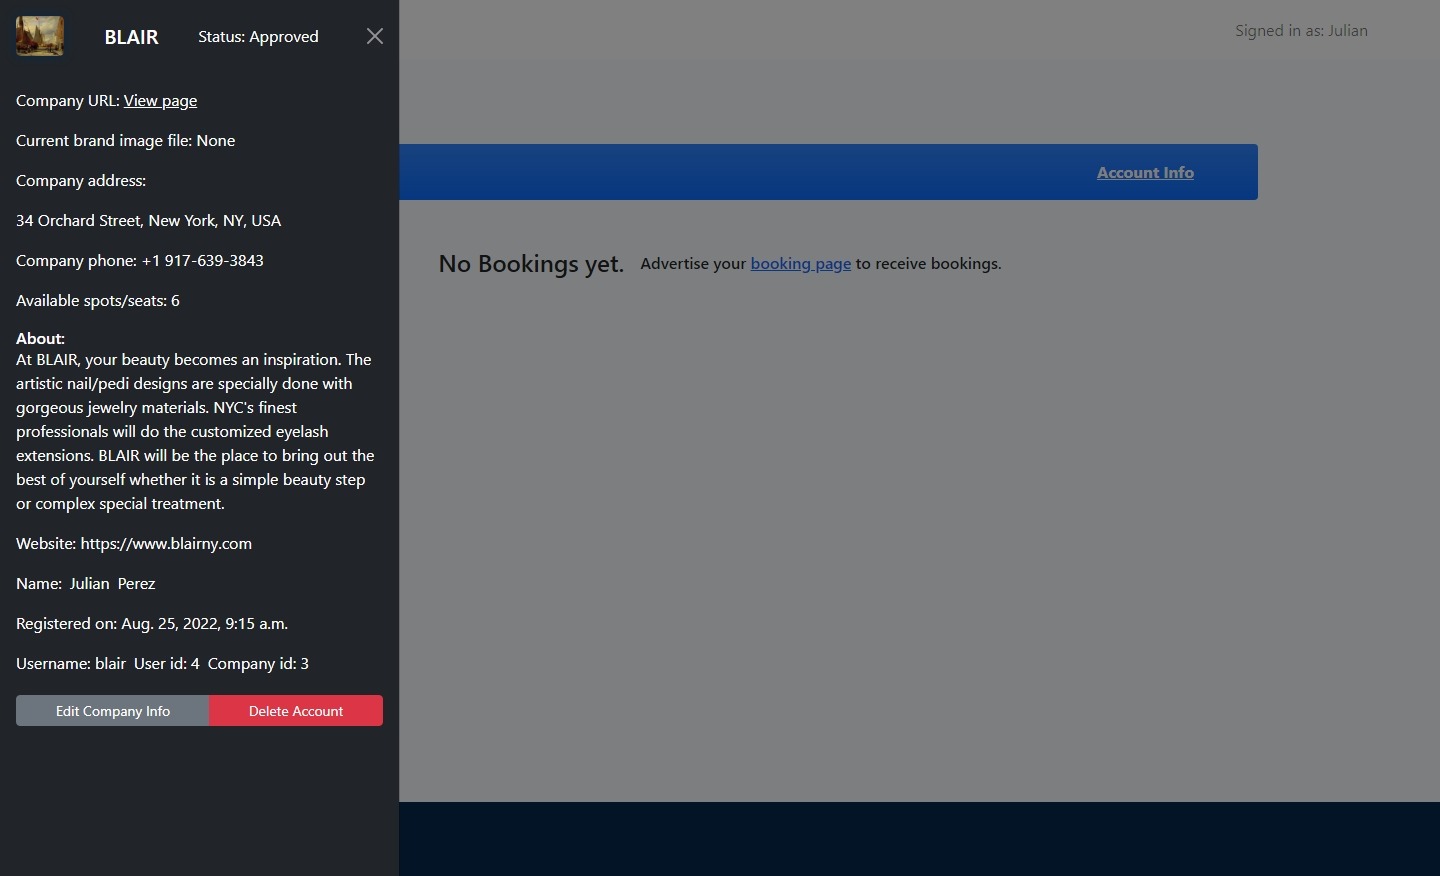 BLAIR
Status: Approved
Signed in as: Julian
Company URL: View page
Current brand image file: None
Company address:
34 Orchard Street, New York, NY, USA
Company phone: +1 917-639-3843
Available spots/seats: 6
About:
At BLAIR, your beauty becomes an inspiration. The
artistic nail/pedi designs are specially done with
gorgeous jewelry materials. NYC's finest
professionals will do the customized eyelash
extensions. BLAIR will be the place to bring out the
best of yourself whether it is a simple beauty step
or complex special treatment.
Website: https://www.blairny.com
Name: Julian Perez
Registered on: Aug. 25, 2022, 9:15 a.m.
Username: blair User id: 4 Company id: 3
Edit Company Info
Delete Account
Account Info
No Bookings yet. Advertise your booking page to receive bookings.